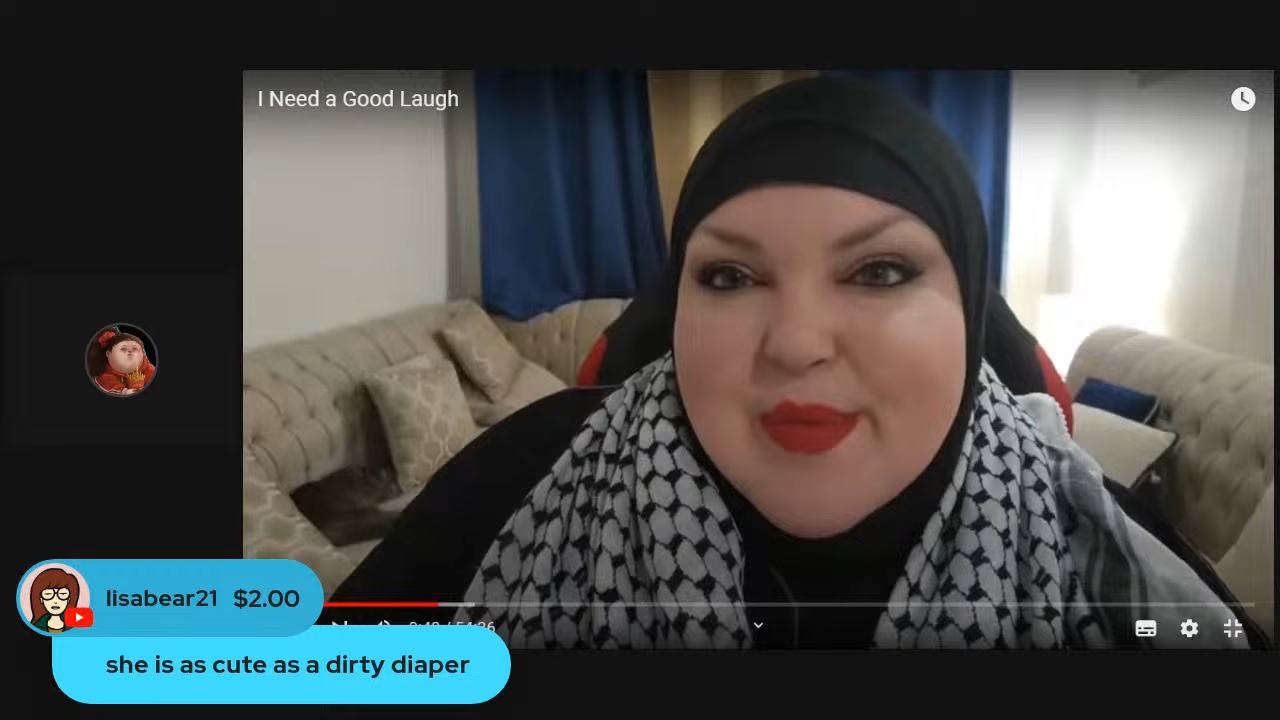 I Need a Good Laugh
lisabear21 $2.00
she is as cute as a dirty diaper